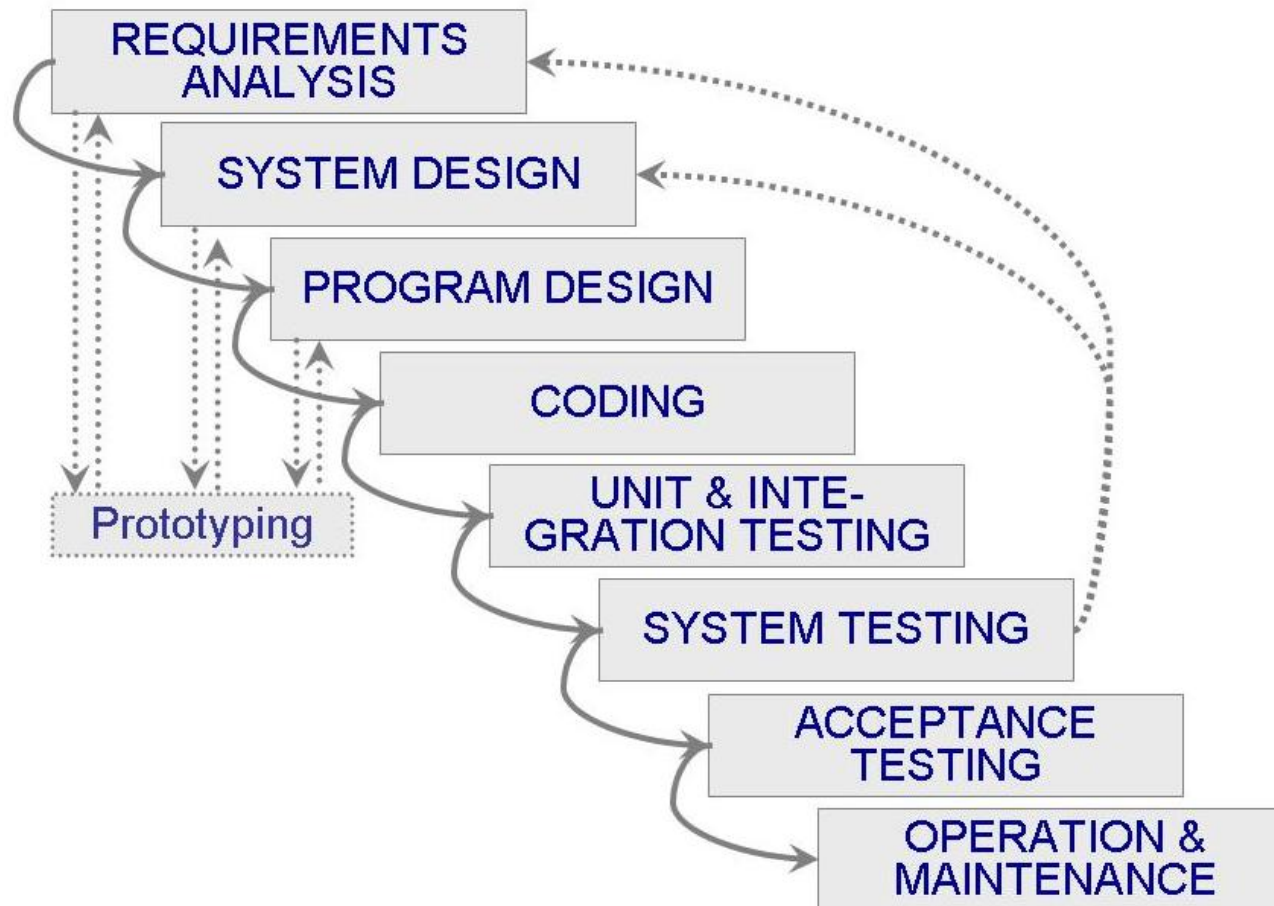 REQUIREMENTS
ANALYSIS
SYSTEM DESIGN
PROGRAM DESIGN
CODING
UNIT & INTE-
GRATION TESTING
Prototyping
SYSTEM TESTING
ACCEPTANCE
TESTING
OPERATION &
MAINTENANCE